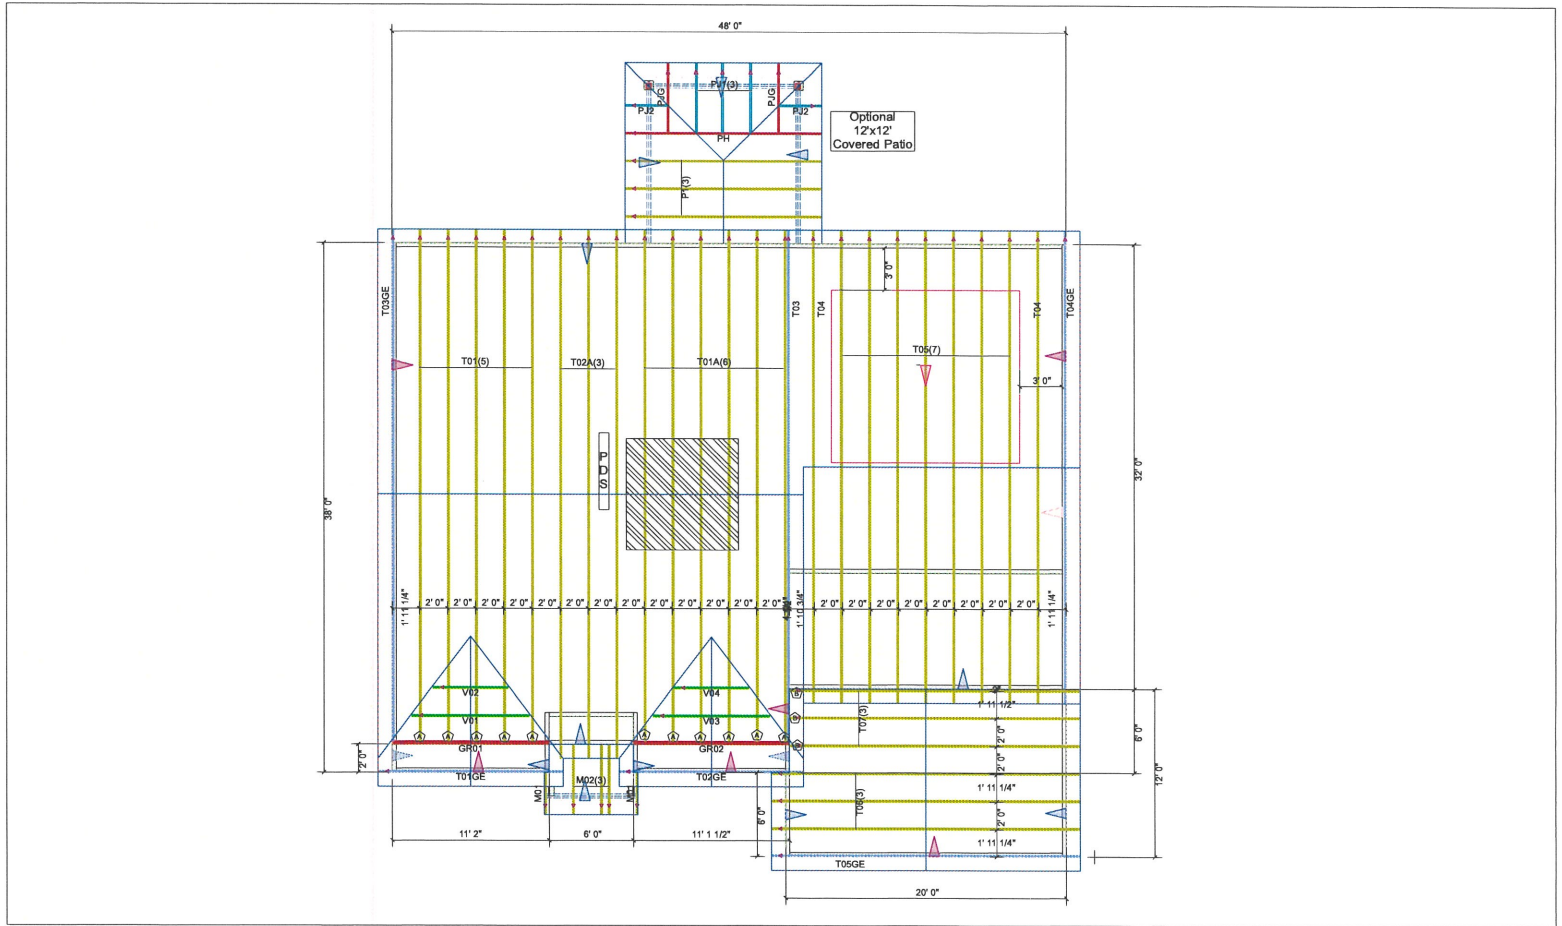 48' 0"
PJ1(3)
PJG
PJG
PJ2
PJ2
PH
Optional
12'x12'
Covered Patio
P1(3)
3' 0"
T03GE
T03
T04
T04
T04GE
T01(5)
T02A(3)
T01A(6)
T05(7)
3' 0"
P
D
S
38' 0"
32' 0"
1' 11 1/4"
2' 0"
2' 0"
2' 0"
2' 0"
2' 0"
2' 0"
2' 0"
2' 0"
2' 0"
2' 0"
2' 0"
2' 0"
2' 0"
1' 10 3/4"
2' 0"
2' 0"
2' 0"
2' 0"
2' 0"
2' 0"
2' 0"
2' 0"
1' 11 1/4"
V02
V04
V01
V03
T07(3)
1' 11 1/2"
2' 0"
2' 0"
6' 0"
A
A
A
A
A
A
A
A
A
A
GR01
GR02
2' 0"
T01GE
M02(3)
T02GE
M01
12' 0"
1' 11 1/4"
T06(3)
2' 0"
6' 0"
11' 2"
6' 0"
11' 1 1/2"
1' 11 1/4"
T05GE
20' 0"